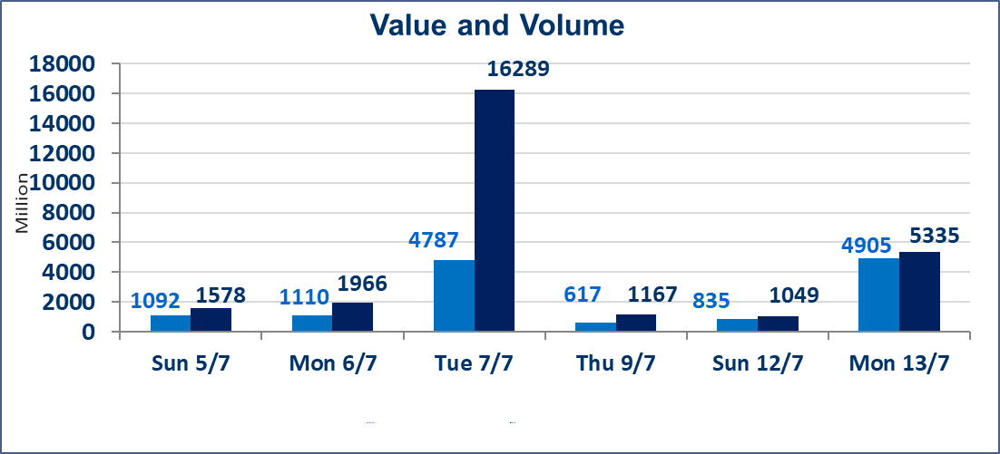 Value and Volume
18000
16000
14000
12000
10000
8000
6000
4000
2000
0
Million
1092 1578 1110 1966 4787 16289 617 1167 835 1049 4905 5335
Sun 5/7 Mon 6/7 Tue 7/7 Thu 9/7 Sun 12/7 Mon 13/7